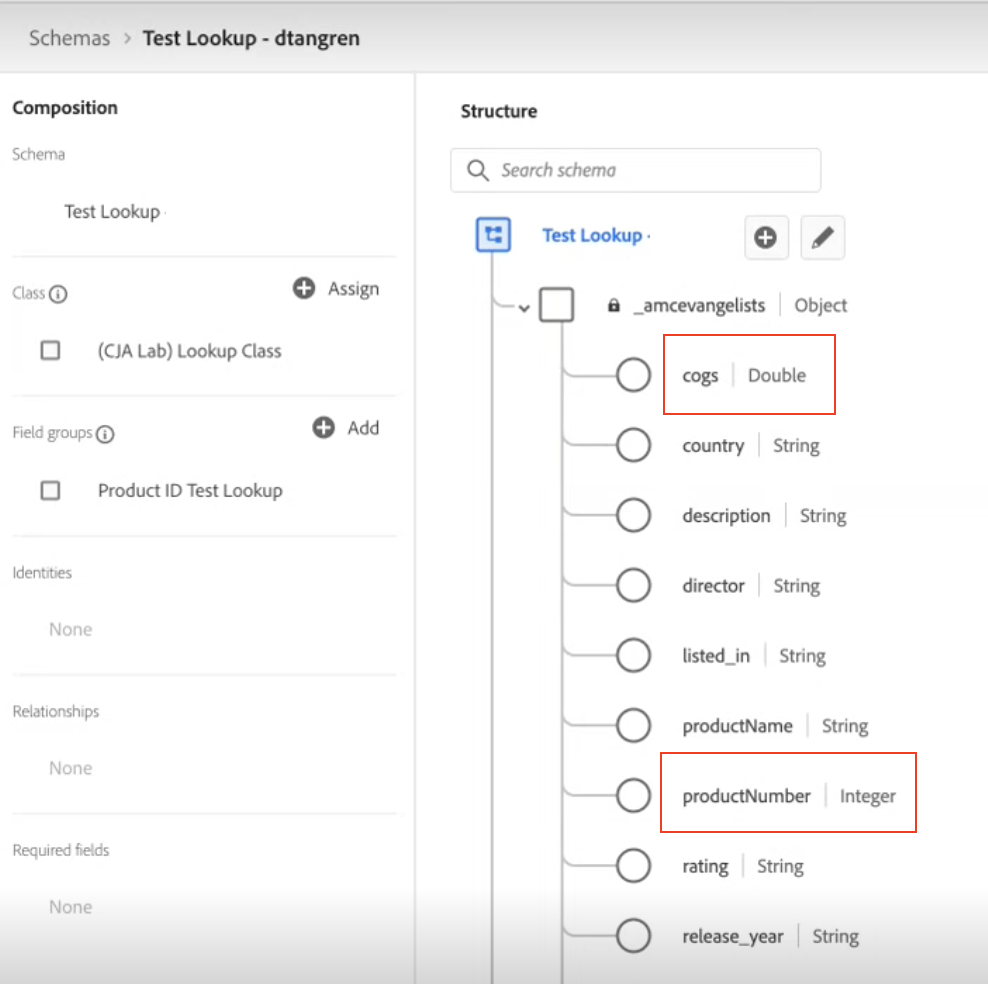 Schemas > Test Lookup - dtangren
Composition
Schema
Test Lookup
Class
Assign
(CJA Lab) Lookup Class
Field groups
Add
Product ID Test Lookup
Identities
None
Relationships
None
Required fields
None
Structure
Search schema
Test Lookup
_amcevangelists | Object
cogs | Double
country | String
description | String
director | String
listed_in | String
productName | String
productNumber | Integer
rating | String
release_year | String